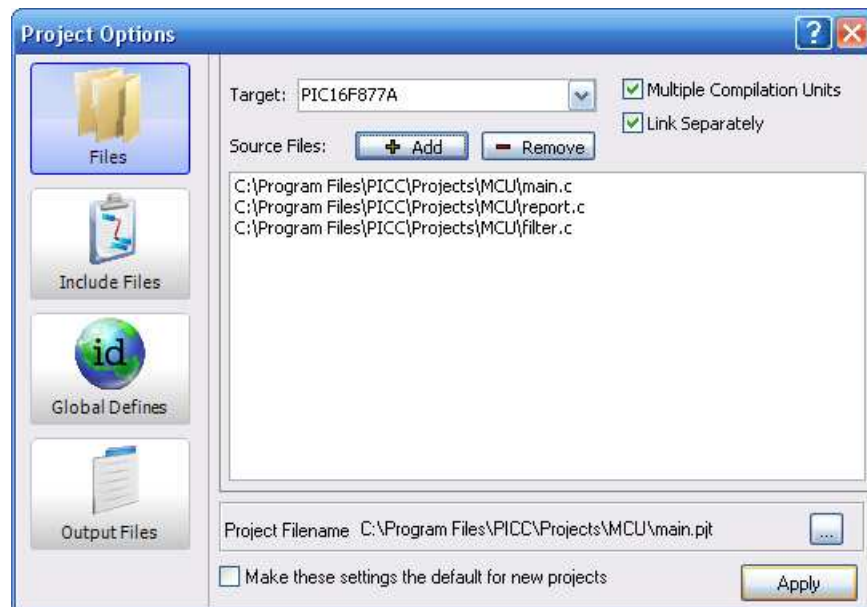 Project Options
Files
Include Files
id
Global Defines
Output Files
Target: PIC16F877A
Multiple Compilation Units
Link Separately
Source Files: Add Remove
C:\Program Files\PICC\Projects\MCU\main.c
C:\Program Files\PICC\Projects\MCU\report.c
C:\Program Files\PICC\Projects\MCU\filter.c
Project Filename C:\Program Files\PICC\Projects\MCU\main.pjt ...
Make these settings the default for new projects
Apply